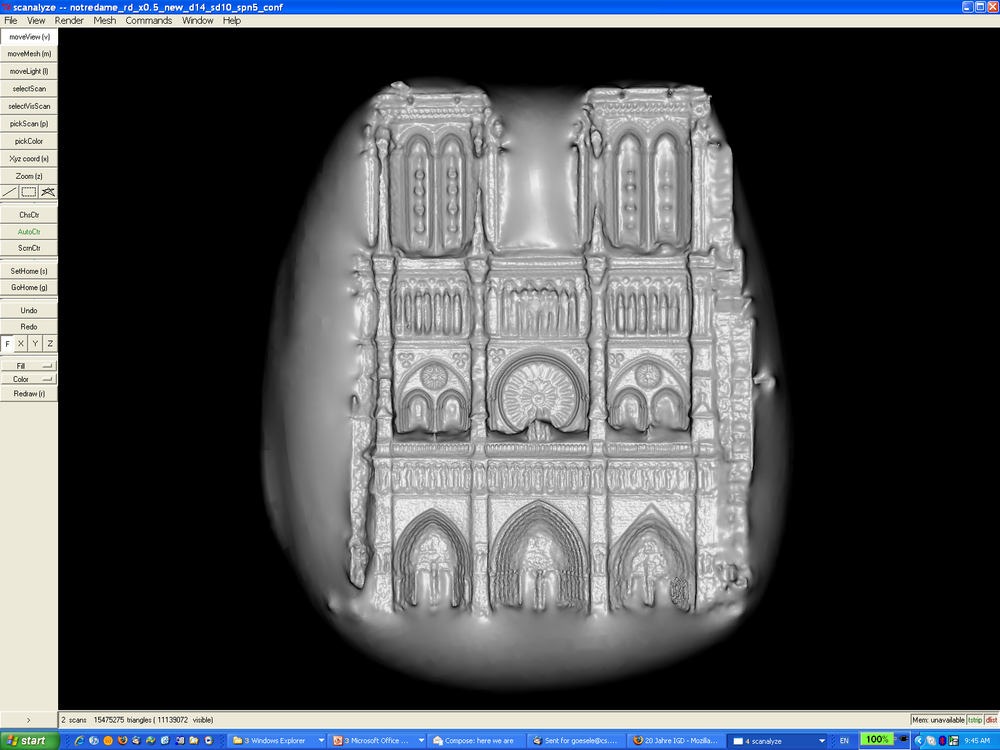 scanalyze -- notredame_rd_x0.5_new_d14_sd10_spn5_conf
File View Render Mesh Commands Window Help
moveView (v)
moveMesh (m)
moveLight (l)
selectScan
selectVisScan
pickScan (p)
pickColor
Xyz coord (x)
Zoom (z)
ChsCtr
AutoCtr
ScrnCtr
SetHome (s)
GoHome (g)
Undo
Redo
F X Y Z
Fill
Color
Redraw (r)
> 2 scans 15475275 triangles ( 11139072 visible) Mem: unavailable tstrip dlist
start 3 Windows Explorer 3 Microsoft Office ... Compose: here we are Sent for goesele@cs.... 20 Jahre IGD - Mozilla... 4 scanalyze EN 100% 9:45 AM